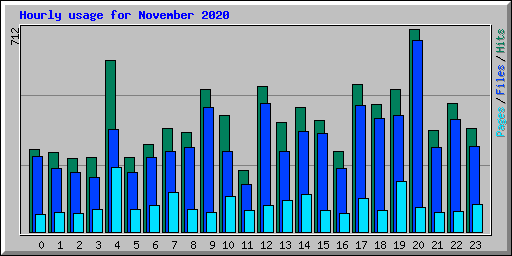 Hourly usage for November 2020
712
Pages/Files/Hits
0 1 2 3 4 5 6 7 8 9 10 11 12 13 14 15 16 17 18 19 20 21 22 23